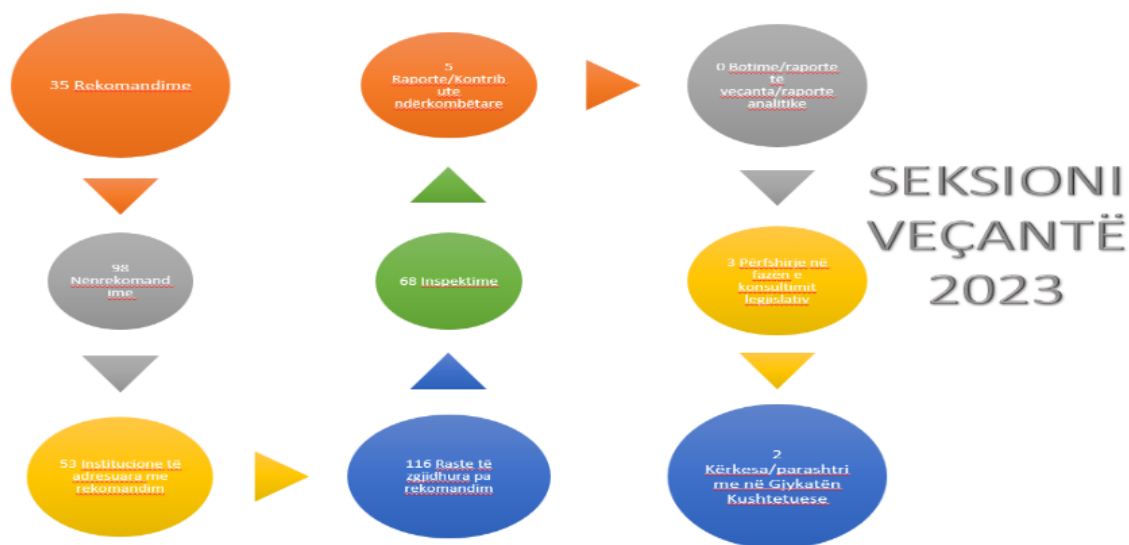 35 Rekomandime
98
Nënrekomand
ime
53 Institucione të
adresuara me
rekomandim
116 Raste të
zgjidhura pa
rekomandim
68 Inspektime
5
Raporte/Kontrib
ute
ndërkombëtare
0 Botime/raporte
të
veçanta/raporte
analitike
3 Përfshirje në
fazën e
konsultimit
legjislativ
2
Kërkesa/parashtri
me në Gjykatën
Kushtetuese
SEKSIONI
VEÇANTË
2023